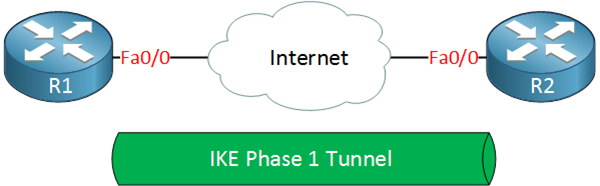 Fa0/0
Internet
Fa0/0
R1
R2
IKE Phase 1 Tunnel